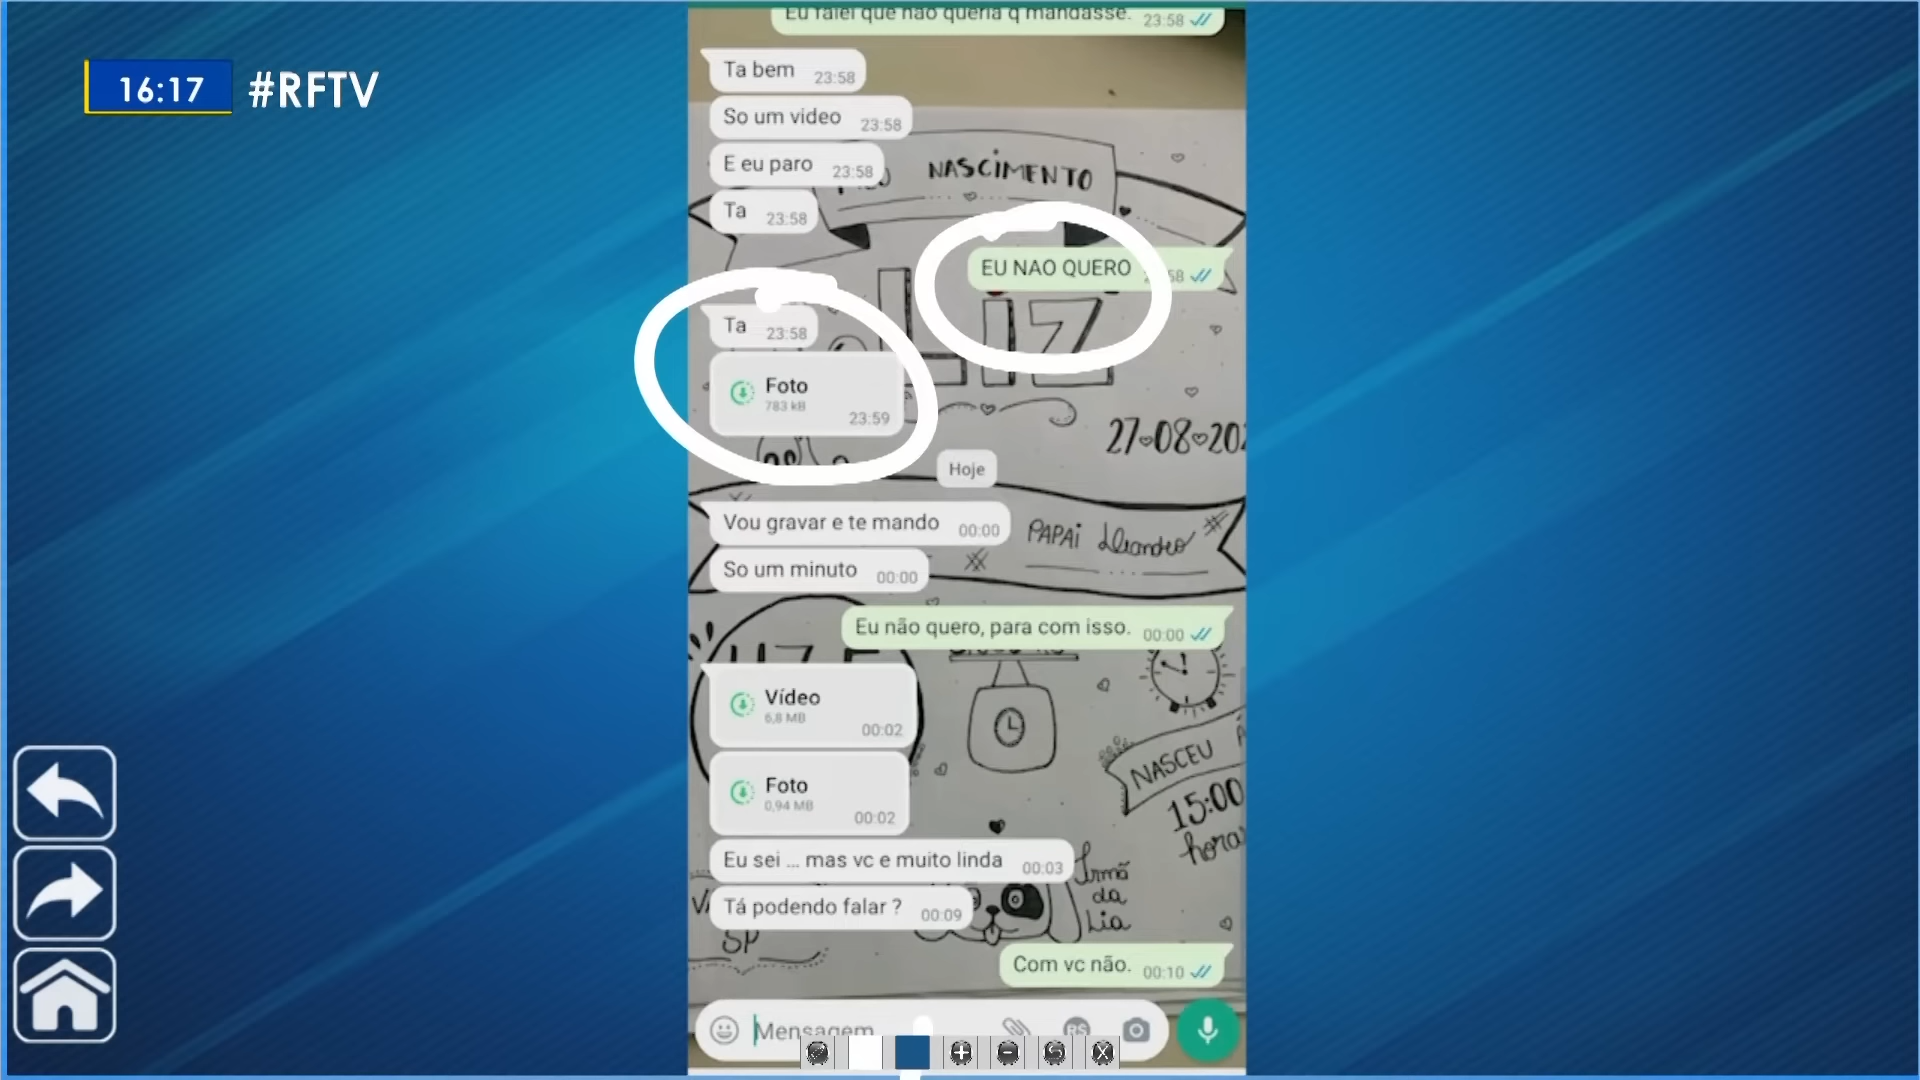 Eu falei que não queria q mandasse. 23:58
16:17 #RFTV
Ta bem 23:58
So um video 23:58
E eu paro 23:58
NASCIMENTO
Ta 23:58
EU NAO QUERO 58
Liz
Ta 23:58
Foto
783 kB
23:59
27 08 202
Hoje
Vou gravar e te mando 00:00
PAPAi Leandro
So um minuto 00:00
Eu não quero, para com isso. 00:00
Vídeo
6,8 MB
00:02
NASCEU
15:00
hora
Foto
0,94 MB
00:02
Eu sei ... mas vc e muito linda 00:03
Irmã
da
Lia
Tá podendo falar ? 00:09
SP
Com vc não. 00:10
Mensagem
R$